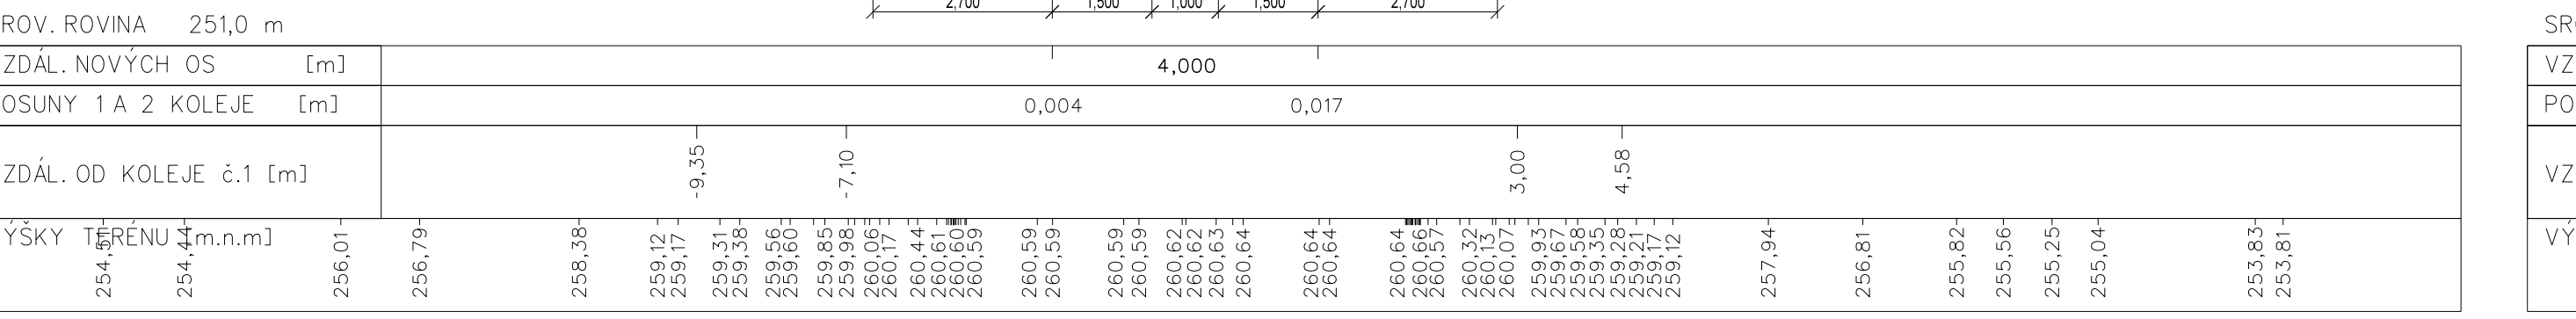 2,700 1,500 1,000 1,500 2,700
ROV. ROVINA 251,0 m
ZDÁL. NOVÝCH OS [m] 4,000
OSUNY 1 A 2 KOLEJE [m] 0,004 0,017
ZDÁL. OD KOLEJE č.1 [m] -9,35 -7,10 3,00 4,58
ÝŠKY TERÉNU [m.n.m] 254,51 254,44 256,01 256,79 258,38 259,12 259,17 259,31 259,38 259,56 259,60 259,85 259,98 260,06 260,17 260,44 260,61 260,60 260,59 260,59 260,59 260,59 260,59 260,62 260,62 260,63 260,64 260,64 260,64 260,64 260,66 260,57 260,32 260,13 260,07 259,93 259,67 259,58 259,35 259,28 259,21 259,17 259,12 257,94 256,81 255,82 255,56 255,25 255,04 253,83 253,81
SRO
VZ
PO
VZ
VÝ